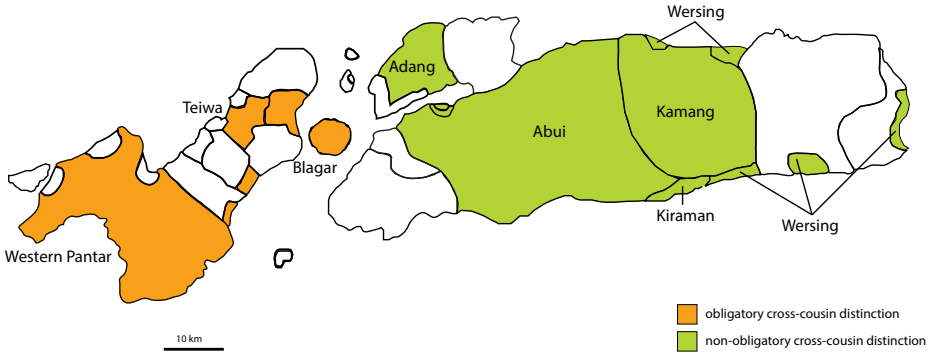 Wersing
Adang
Teiwa
Kamang
Abui
Blagar
Kiraman
Wersing
Western Pantar
obligatory cross-cousin distinction
10 km
non-obligatory cross-cousin distinction